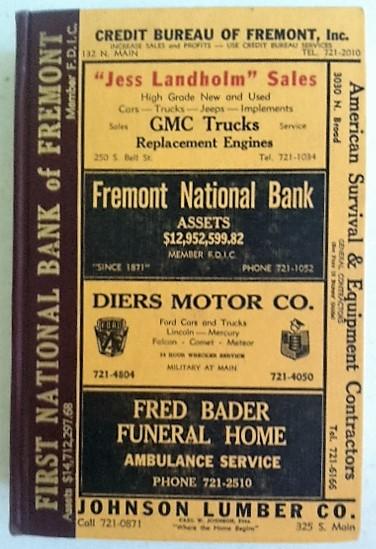 FIRST NATIONAL BANK of FREMONT
Assets $14,712,297.68
Member F.D.I.C.
CREDIT BUREAU OF FREMONT, Inc.
INCREASE SALES and PROFITS — USE CREDIT BUREAU SERVICES
132 N. MAIN TEL. 721-2010
"Jess Landholm" Sales
High Grade New and Used
Cars — Trucks — Jeeps — Implements
Sales GMC Trucks Service
Replacement Engines
250 S. Bell St. Tel. 721-1034
Fremont National Bank
ASSETS
$12,952,599.82
MEMBER F.D.I.C.
"SINCE 1871" PHONE 721-1052
DIERS MOTOR CO.
Ford Cars and Trucks
Lincoln — Mercury
Falcon - Comet - Meteor
24 HOUR WRECKER SERVICE
MILITARY AT MAIN
721-4804 721-4050
FRED BADER
FUNERAL HOME
AMBULANCE SERVICE
PHONE 721-2510
JOHNSON LUMBER CO.
Call 721-0871 325 S. Main
"Where the Home Begins"
American Survival & Equipment Contractors
3030 N. Broad
GENERAL CONTRACTORS
Tel. 721-6166